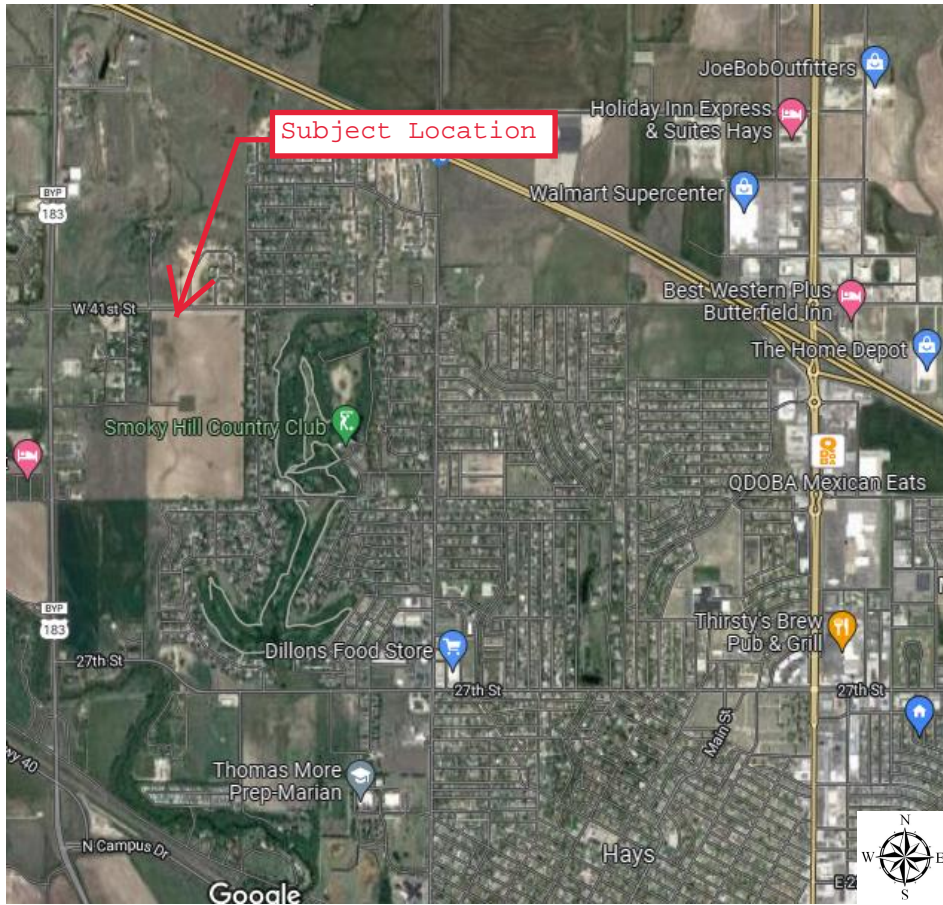 JoeBobOutfitters
Holiday Inn Express
& Suites Hays
Subject Location
Walmart Supercenter
BYP
183
W 41st St
Best Western Plus
Butterfield Inn
The Home Depot
Smoky Hill Country Club
QDOBA
QDOBA Mexican Eats
BYP
183
Thirsty's Brew
Pub & Grill
Dillons Food Store
27th St
27th St
27th St
Main St
Thomas More
Prep-Marian
N Campus Dr
Hays
Google
N
W
E
S